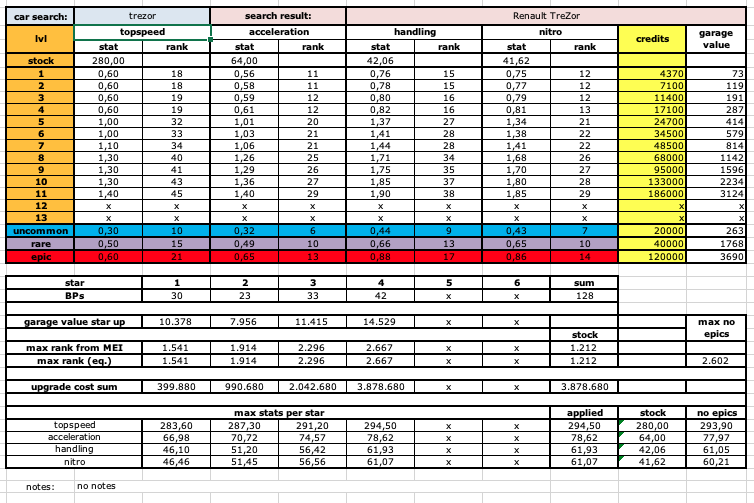 car search: trezor search result: Renault TreZor
lvl topspeed acceleration handling nitro credits garage value
stat rank stat rank stat rank stat rank
stock 280,00 64,00 42,06 41,62
1 0,60 18 0,56 11 0,76 15 0,75 12 4370 73
2 0,60 18 0,58 11 0,78 15 0,77 12 7100 119
3 0,60 19 0,59 12 0,80 16 0,79 12 11400 191
4 0,60 19 0,61 12 0,82 16 0,81 13 17100 287
5 1,00 32 1,01 20 1,37 27 1,34 21 24700 414
6 1,00 33 1,03 21 1,41 28 1,38 22 34500 579
7 1,10 34 1,06 21 1,44 28 1,41 22 48500 814
8 1,30 40 1,26 25 1,71 34 1,68 26 68000 1142
9 1,30 41 1,29 26 1,75 35 1,70 27 95000 1596
10 1,30 43 1,36 27 1,85 37 1,80 28 133000 2234
11 1,40 45 1,40 29 1,90 38 1,85 29 186000 3124
12 x x x x x x x x x x
13 x x x x x x x x x x
uncommon 0,30 10 0,32 6 0,44 9 0,43 7 20000 263
rare 0,50 15 0,49 10 0,66 13 0,65 10 40000 1768
epic 0,60 21 0,65 13 0,88 17 0,86 14 120000 3690
star 1 2 3 4 5 6 sum
BPs 30 23 33 42 x x 128
garage value star up 10.378 7.956 11.415 14.529 x x max no epics
stock
max rank from MEI 1.541 1.914 2.296 2.667 x x 1.212
max rank (eq.) 1.541 1.914 2.296 2.667 x x 1.212 2.602
upgrade cost sum 399.880 990.680 2.042.680 3.878.680 x x 3.878.680
max stats per star applied stock no epics
topspeed 283,60 287,30 291,20 294,50 x x 294,50 280,00 293,90
acceleration 66,98 70,72 74,57 78,62 x x 78,62 64,00 77,97
handling 46,10 51,20 56,42 61,93 x x 61,93 42,06 61,05
nitro 46,46 51,45 56,56 61,07 x x 61,07 41,62 60,21
notes: no notes